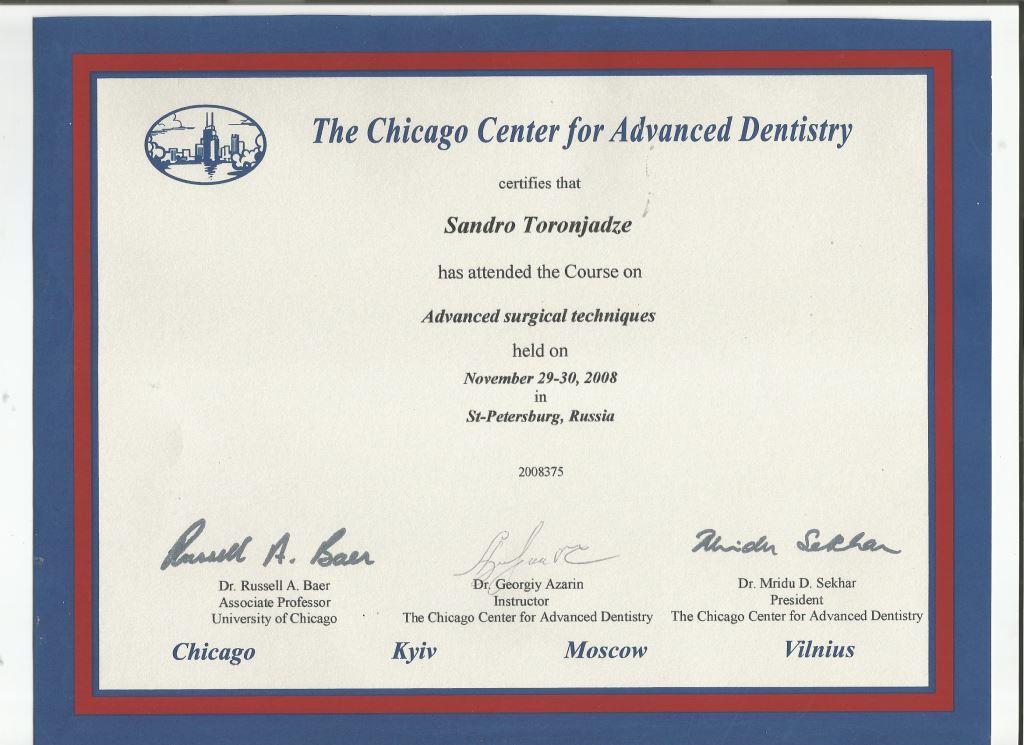 The Chicago Center for Advanced Dentistry
certifies that
Sandro Toronjadze
has attended the Course on
Advanced surgical techniques
held on
November 29-30, 2008
in
St-Petersburg, Russia
2008375
Russell A. Baer
Mridu Sekhar
Dr. Russell A. Baer
Associate Professor
University of Chicago
Dr. Georgiy Azarin
Instructor
The Chicago Center for Advanced Dentistry
Dr. Mridu D. Sekhar
President
The Chicago Center for Advanced Dentistry
Chicago Kyiv Moscow Vilnius